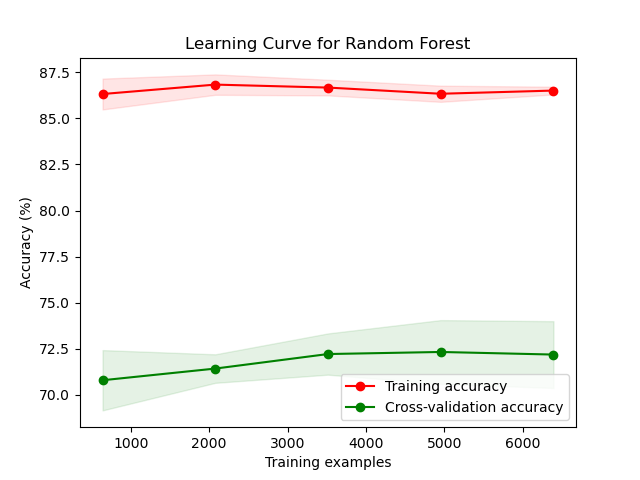 Learning Curve for Random Forest
Accuracy (%)
87.5
85.0
82.5
80.0
77.5
75.0
72.5
70.0
Training accuracy
Cross-validation accuracy
1000 2000 3000 4000 5000 6000
Training examples